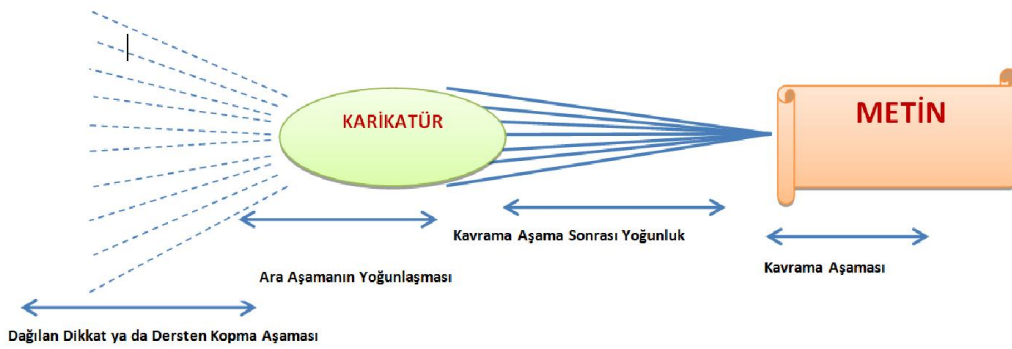 KARİKATÜR
METİN
Kavrama Aşama Sonrası Yoğunluk
Kavrama Aşaması
Ara Aşamanın Yoğunlaşması
Dağılan Dikkat ya da Dersten Kopma Aşaması